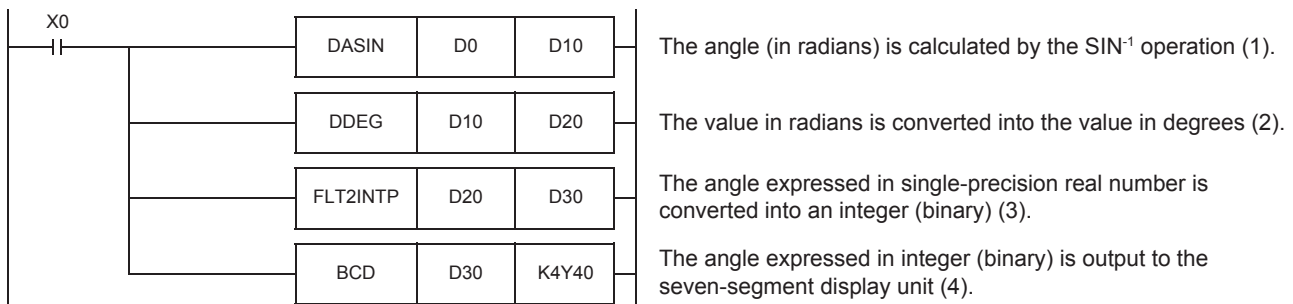 X0
DASIN D0 D10 The angle (in radians) is calculated by the SIN-1 operation (1).
DDEG D10 D20 The value in radians is converted into the value in degrees (2).
FLT2INTP D20 D30 The angle expressed in single-precision real number is
converted into an integer (binary) (3).
BCD D30 K4Y40 The angle expressed in integer (binary) is output to the
seven-segment display unit (4).